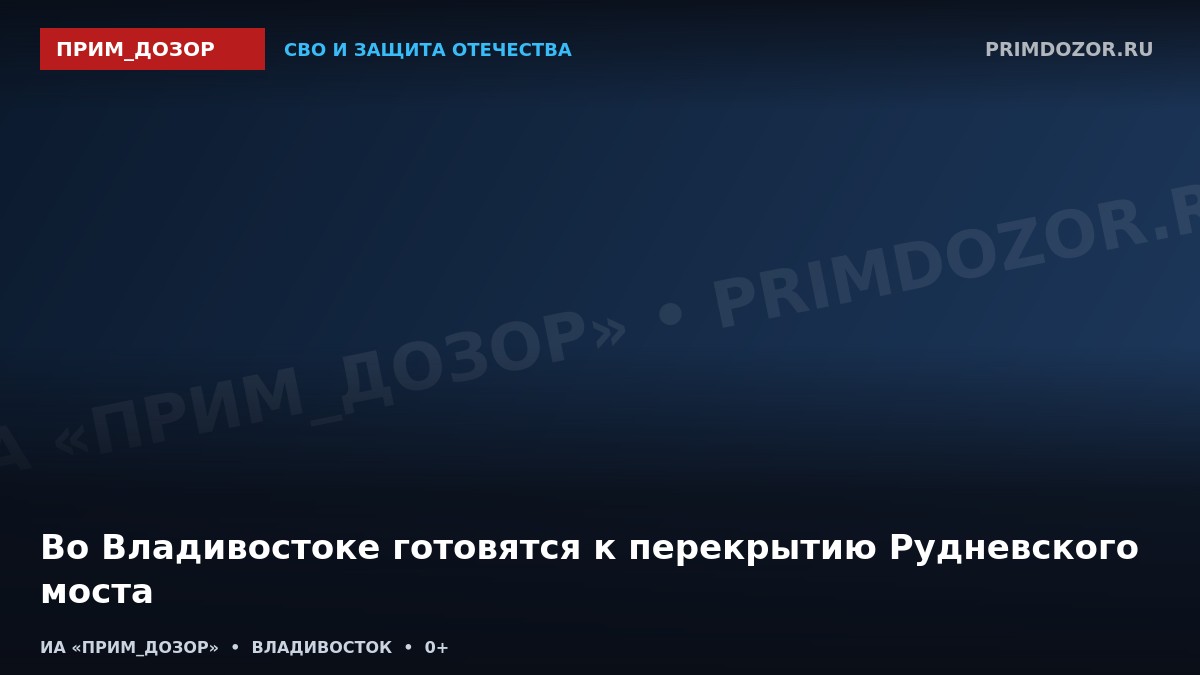 ПРИМ_ДОЗОР
СВО И ЗАЩИТА ОТЕЧЕСТВА
PRIMDOZOR.RU
«ПРИМ_ДОЗОР» • PRIMDOZOR.R
Во Владивостоке готовятся к перекрытию Рудневского
моста
ИА «ПРИМ_ДОЗОР» • ВЛАДИВОСТОК • 0+